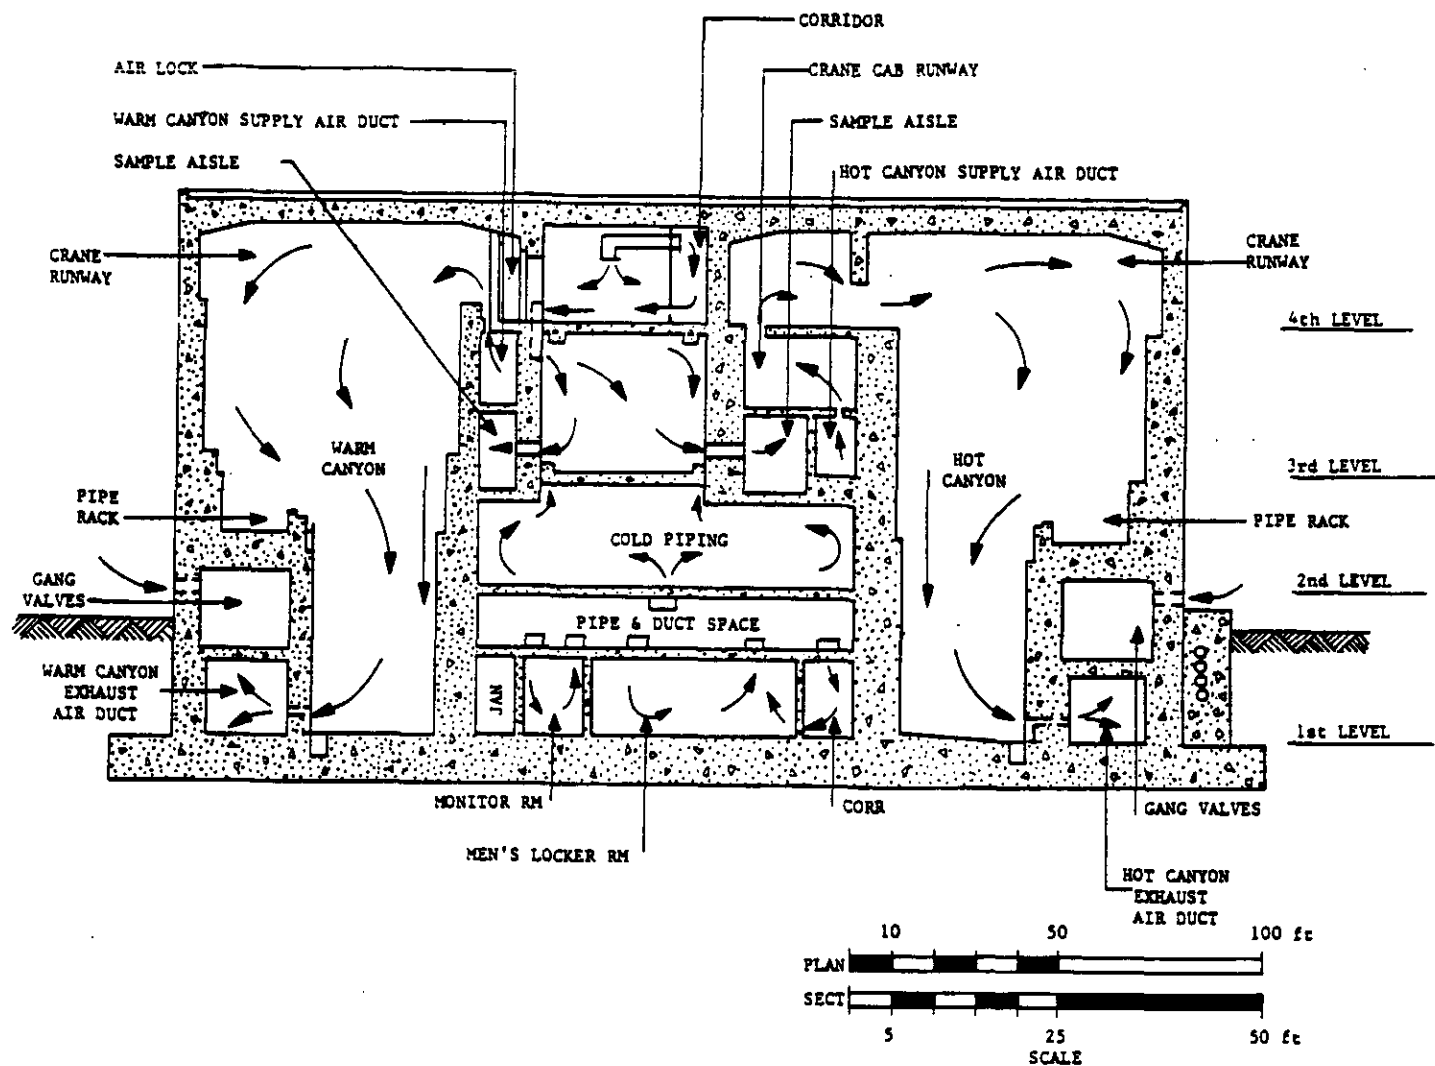 CORRIDOR
AIR LOCK
CRANE CAB RUNWAY
WARM CANYON SUPPLY AIR DUCT
SAMPLE AISLE
SAMPLE AISLE
HOT CANYON SUPPLY AIR DUCT
CRANE
RUNWAY
CRANE
RUNWAY
4th LEVEL
WARM
CANYON
HOT
CANYON
3rd LEVEL
PIPE
RACK
PIPE RACK
COLD PIPING
GANG
VALVES
2nd LEVEL
PIPE & DUCT SPACE
WARM CANYON
EXHAUST
AIR DUCT
JAN
1st LEVEL
MONITOR RM
CORR
GANG VALVES
MEN'S LOCKER RM
HOT CANYON
EXHAUST
AIR DUCT
10 50 100 ft
PLAN
SECT
5 25 50 ft
SCALE